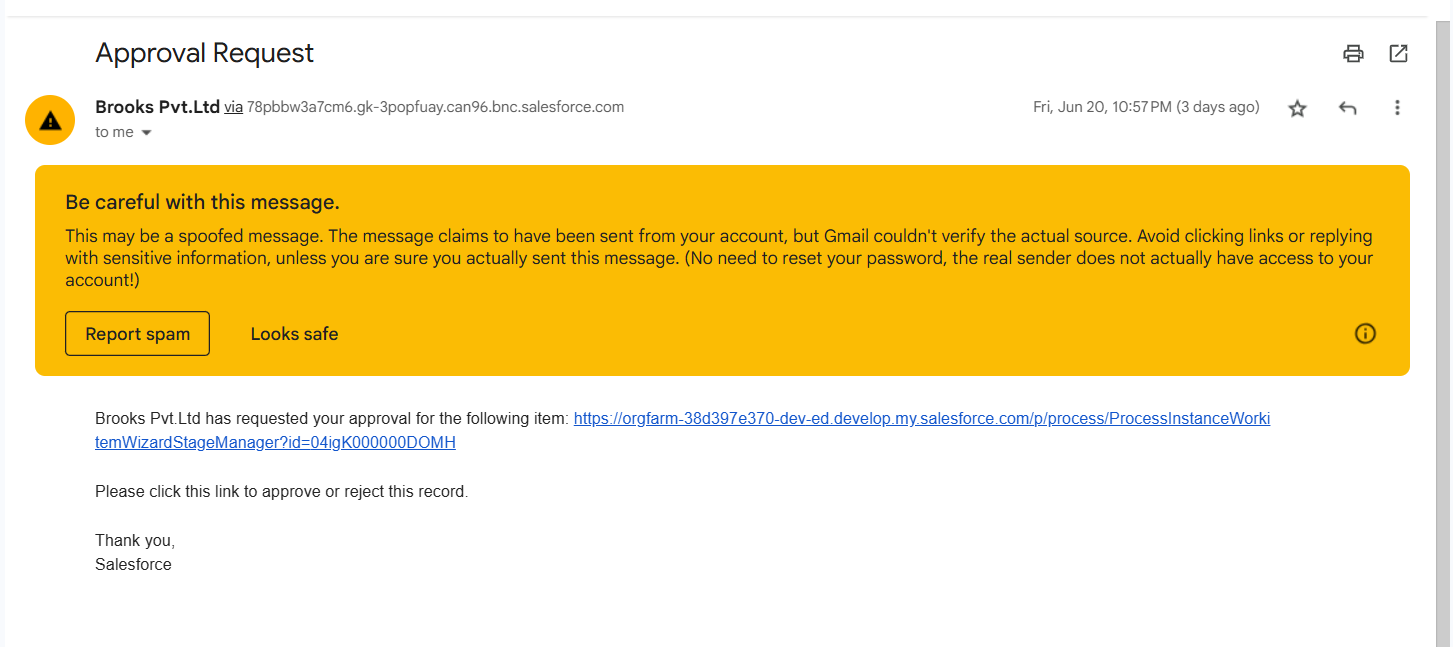 Approval Request
Brooks Pvt.Ltd via 78pbbw3a7cm6.gk-3popfuay.can96.bnc.salesforce.com
Fri, Jun 20, 10:57 PM (3 days ago)
to me
Be careful with this message.
This may be a spoofed message. The message claims to have been sent from your account, but Gmail couldn't verify the actual source. Avoid clicking links or replying
with sensitive information, unless you are sure you actually sent this message. (No need to reset your password, the real sender does not actually have access to your
account!)
Report spam
Looks safe
Brooks Pvt.Ltd has requested your approval for the following item: https://orgfarm-38d397e370-dev-ed.develop.my.salesforce.com/p/process/ProcessInstanceWorki
temWizardStageManager?id=04igK000000DOMH
Please click this link to approve or reject this record.
Thank you,
Salesforce